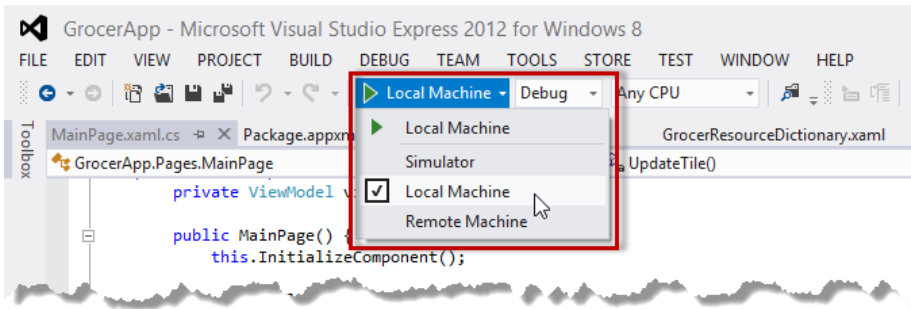 GrocerApp - Microsoft Visual Studio Express 2012 for Windows 8
FILE EDIT VIEW PROJECT BUILD DEBUG TEAM TOOLS STORE TEST WINDOW HELP
Local Machine Debug Any CPU
Toolbox
MainPage.xaml.cs Package.appxm GrocerResourceDictionary.xaml
Local Machine
GrocerApp.Pages.MainPage UpdateTile()
Simulator
private ViewModel v
Local Machine
Remote Machine
public MainPage() {
this.InitializeComponent();